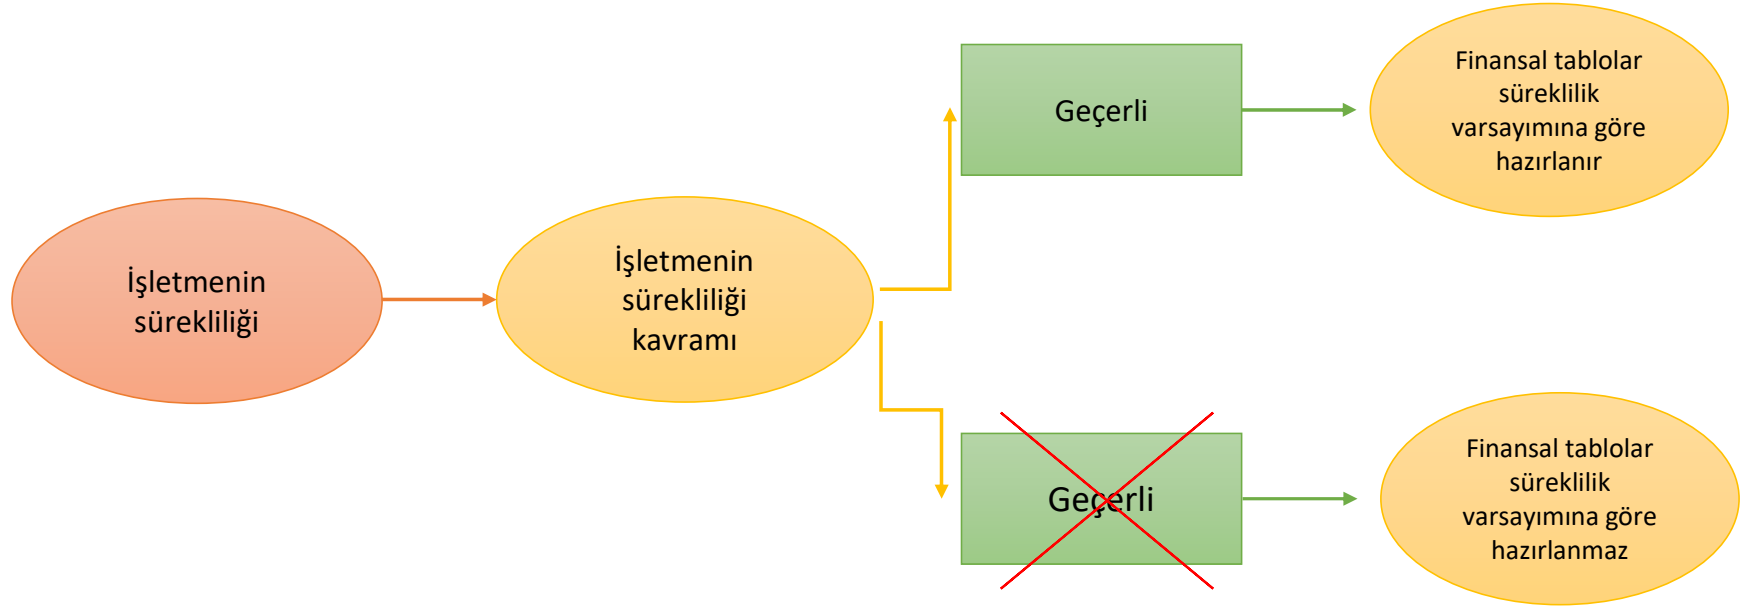 İşletmenin
sürekliliği
İşletmenin
sürekliliği
kavramı
Geçerli
Finansal tablolar
süreklilik
varsayımına göre
hazırlanır
Geçerli
Finansal tablolar
süreklilik
varsayımına göre
hazırlanmaz